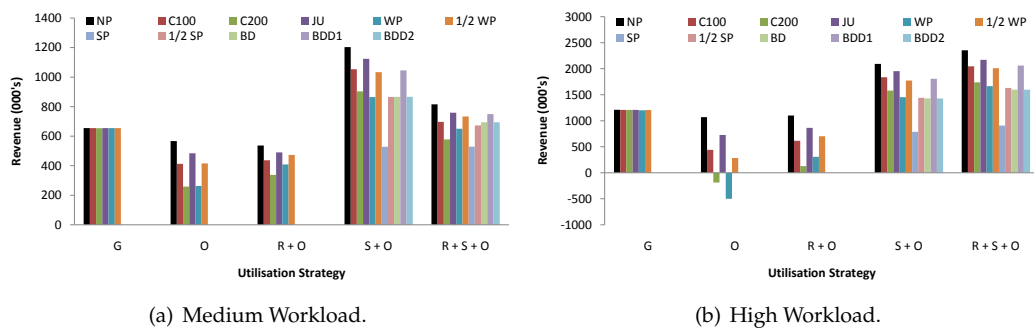 NP C100 C200 JU WP 1/2 WP
SP 1/2 SP BD BDD1 BDD2
Revenue (000's)
1400
1200
1000
800
600
400
200
0
G O R + O S + O R + S + O
Utilisation Strategy
(a) Medium Workload.
NP C100 C200 JU WP 1/2 WP
SP 1/2 SP BD BDD1 BDD2
Revenue (000's)
3000
2500
2000
1500
1000
500
0
-500
-1000
G O R + O S + O R + S + O
Utilisation Strategy
(b) High Workload.